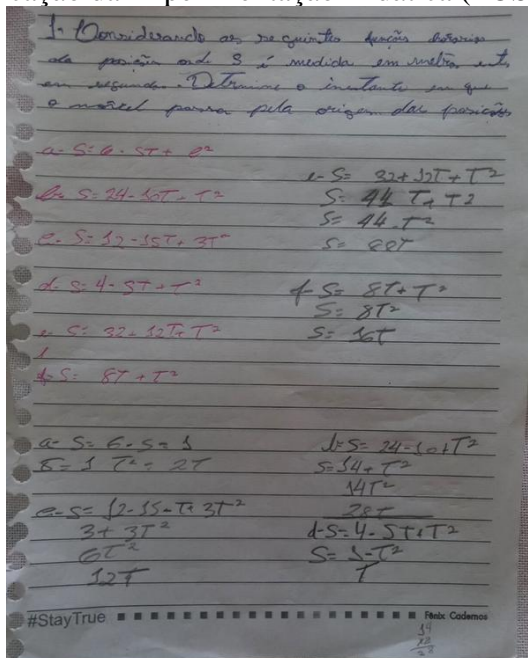 1- Considerando as seguintes função horária
da posição onde S é medida em metros e t
em segundo. Determine o instante em que
o móvel passa pela origem das posições
a- S= 6 - 5T +
b- S= 24 - 10T - T²
c- S= 12 - 15T + 3T²
d- S= 4 - 5T + T²
e- S= 32 - 12T + T²
f- S= 8T + T²
e- S= 32 + 12T + T²
S= 44 T + T2
S= 44 - T²
S= 88T
f- S= 8T + T²
S= 8T²
S= 16T
a- S= 6 - 5 = 1
S= 1 T² = 2T
c- S= 12 - 15 - T + 3T²
3 + 3T²
6T²
12T
b- S= 24 - 10 + T²
S= 14 + T²
14T²
28T
d- S= 4 - 5T + T²
S= 1 - T²
T
#StayTrue
Fênix Cadernos